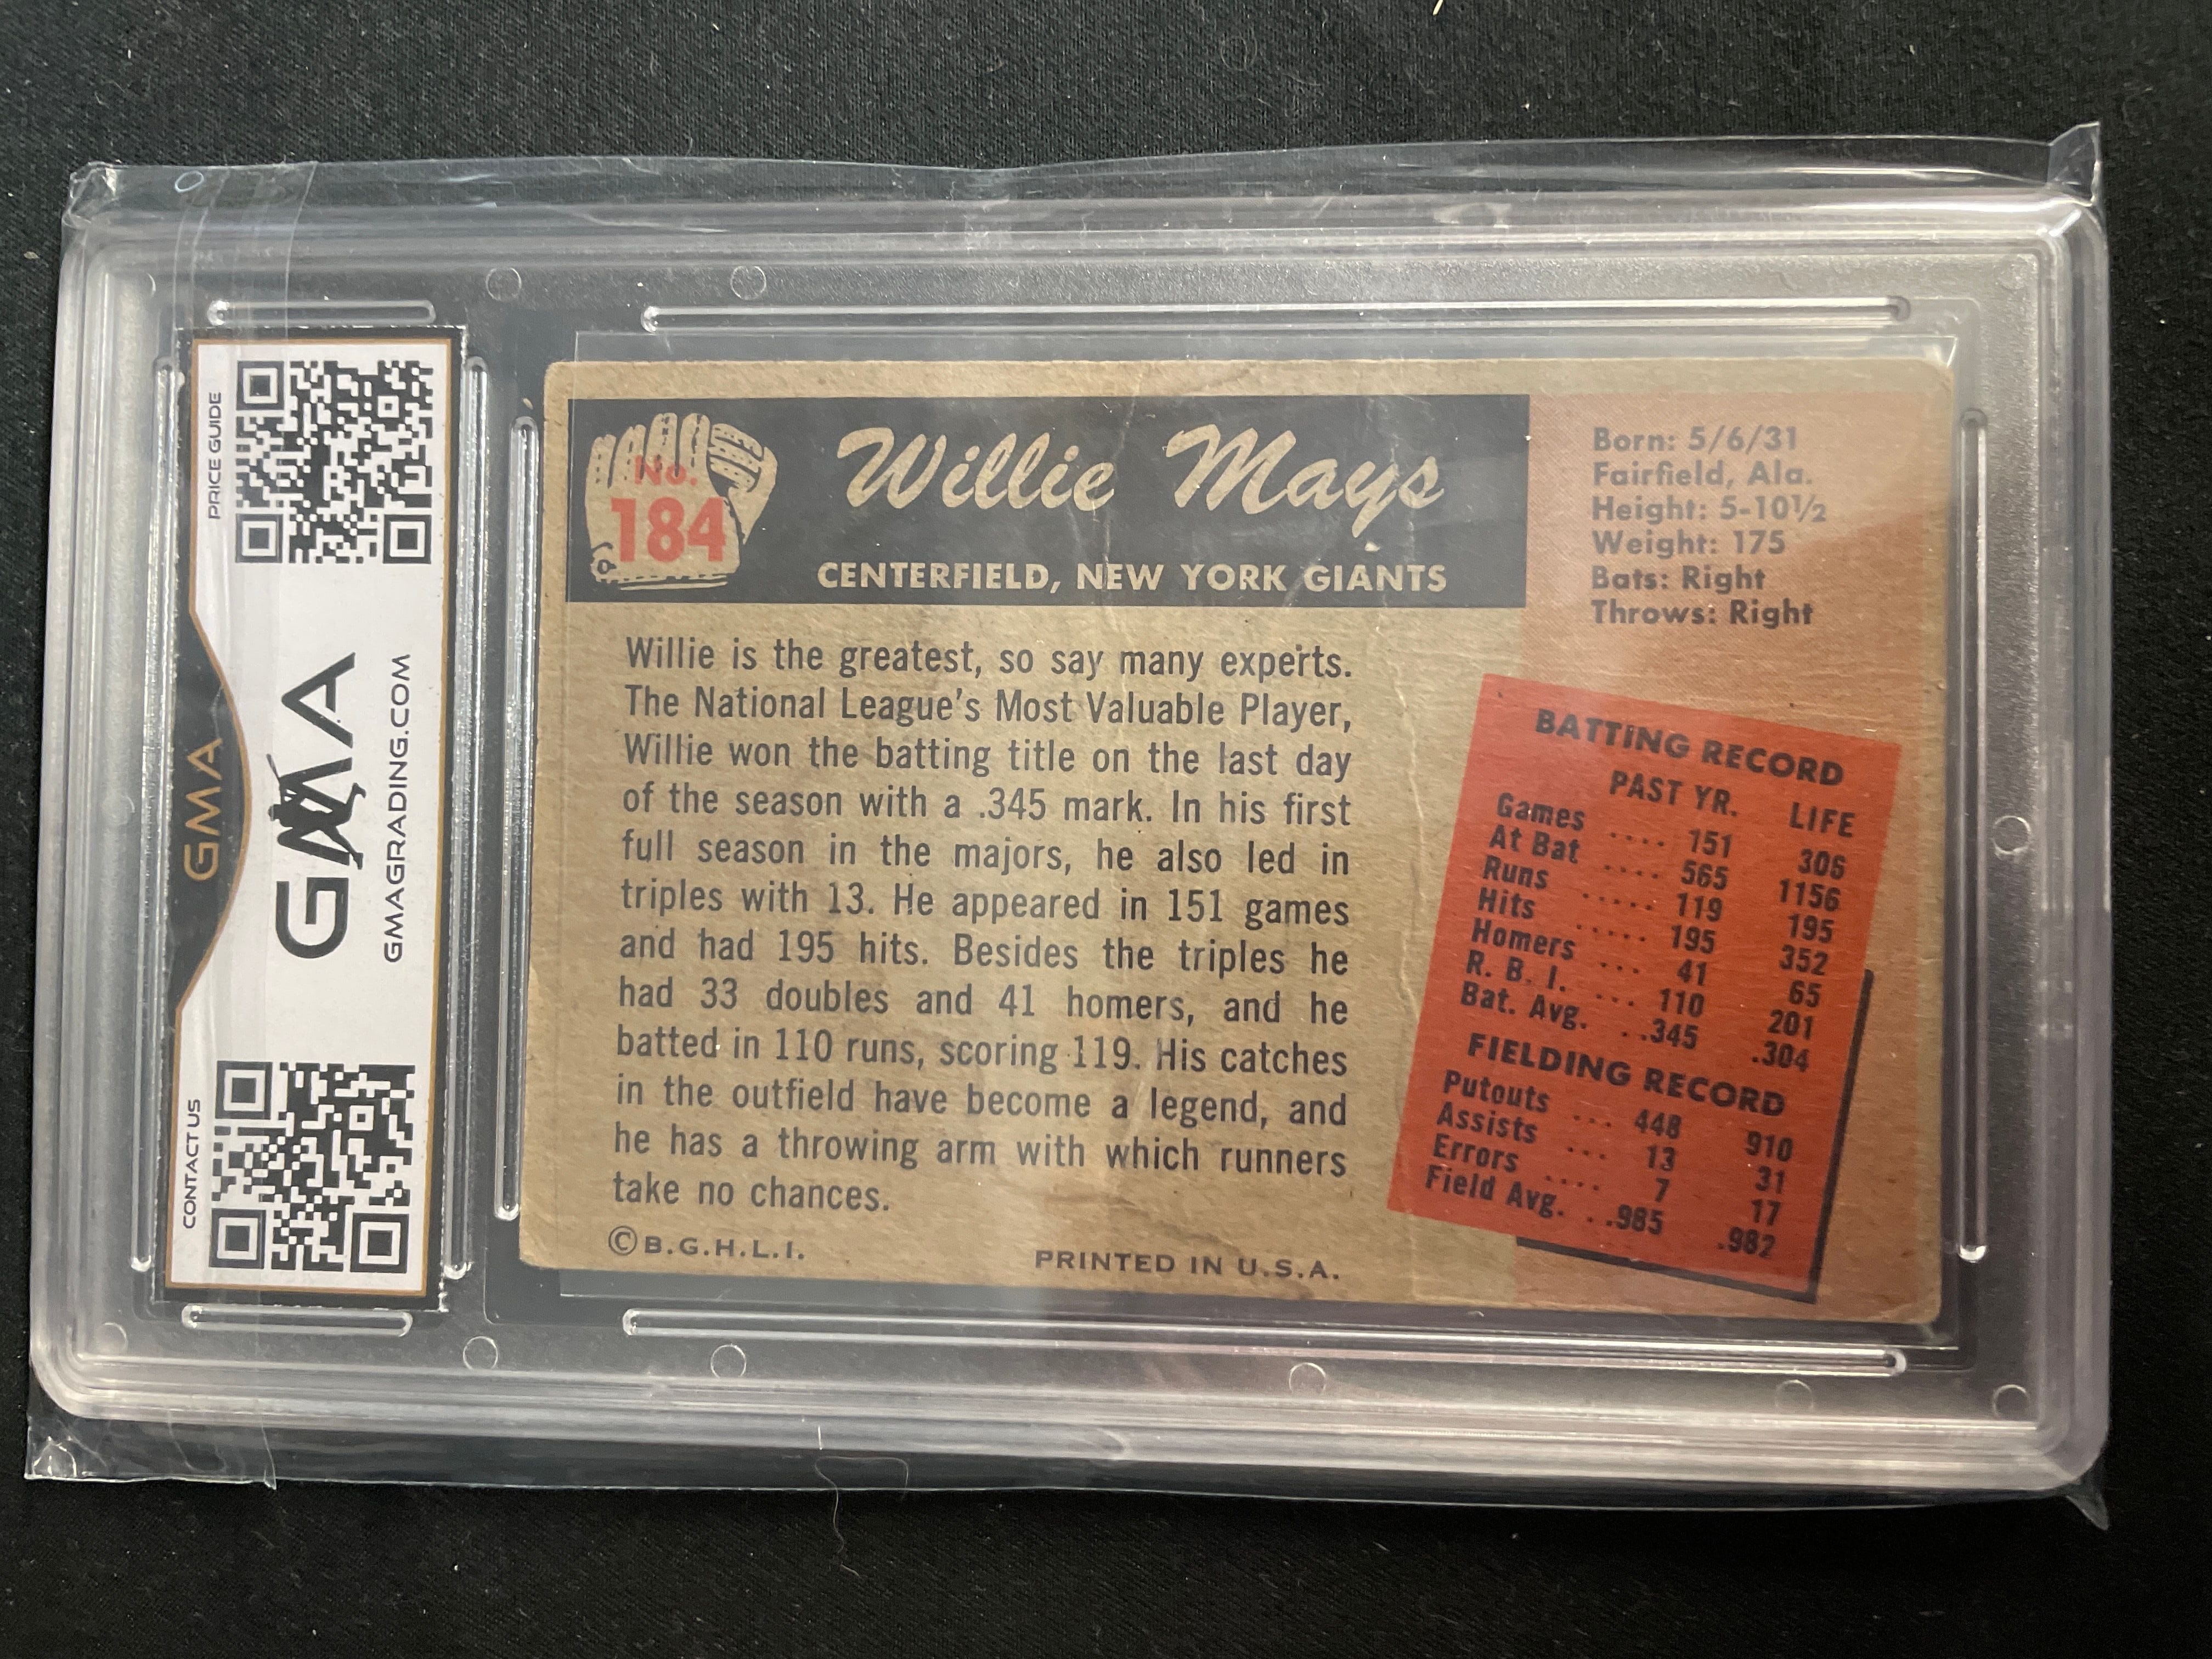 PRICE GUIDE
GMA
GMA
GMAGRADING.COM
CONTACT US
No.
184
Willie Mays
CENTERFIELD, NEW YORK GIANTS
Born: 5/6/31
Fairfield, Ala.
Height: 5-10½
Weight: 175
Bats: Right
Throws: Right
Willie is the greatest, so say many experts.
The National League's Most Valuable Player,
Willie won the batting title on the last day
of the season with a .345 mark. In his first
full season in the majors, he also led in
triples with 13. He appeared in 151 games
and had 195 hits. Besides the triples he
had 33 doubles and 41 homers, and he
batted in 110 runs, scoring 119. His catches
in the outfield have become a legend, and
he has a throwing arm with which runners
take no chances.
© B.G.H.L.I.
PRINTED IN U.S.A.
BATTING RECORD
PAST YR. LIFE
Games .... 151 306
At Bat .... 565 1156
Runs ..... 119 195
Hits ..... 195 352
Homers ... 41 65
R. B. I. ... 110 201
Bat. Avg. ..345 .304
FIELDING RECORD
Putouts ... 448 910
Assists ... 13 31
Errors .... 7 17
Field Avg. ..985 .982